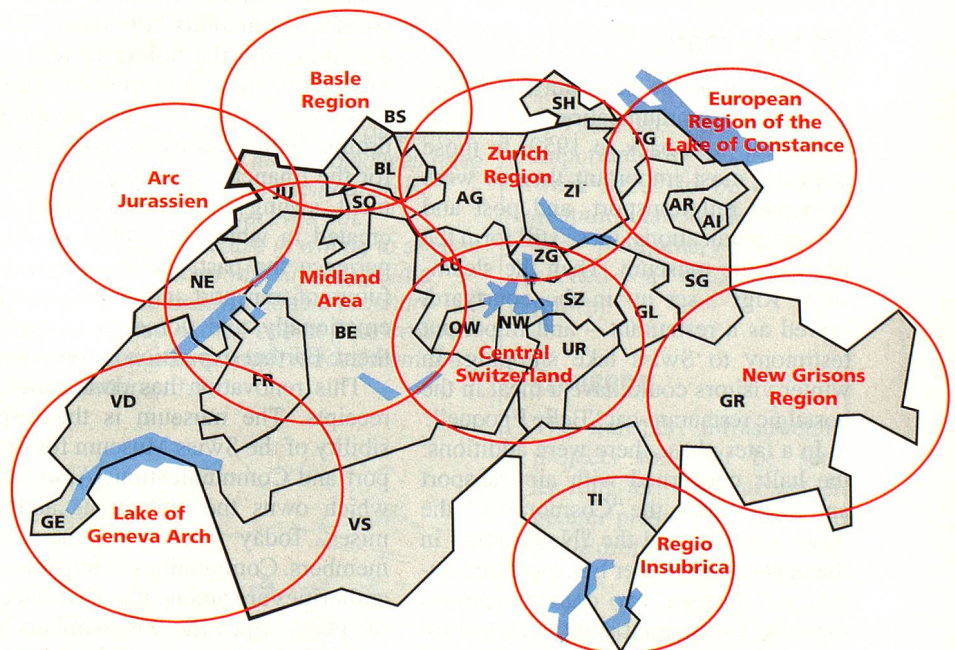 Basle
Region
BS
SH
European
Region of the
Lake of Constance
TG
Zurich
Region
Arc
Jurassien
BL
JU
SO
AG
ZI
AR
AI
NE
Midland
Area
LU
ZG
SG
SZ
GL
BE
OW
NW
UR
Central
Switzerland
GR
New Grisons
Region
VD
FR
GE
Lake of
Geneva Arch
VS
TI
Regio
Insubrica